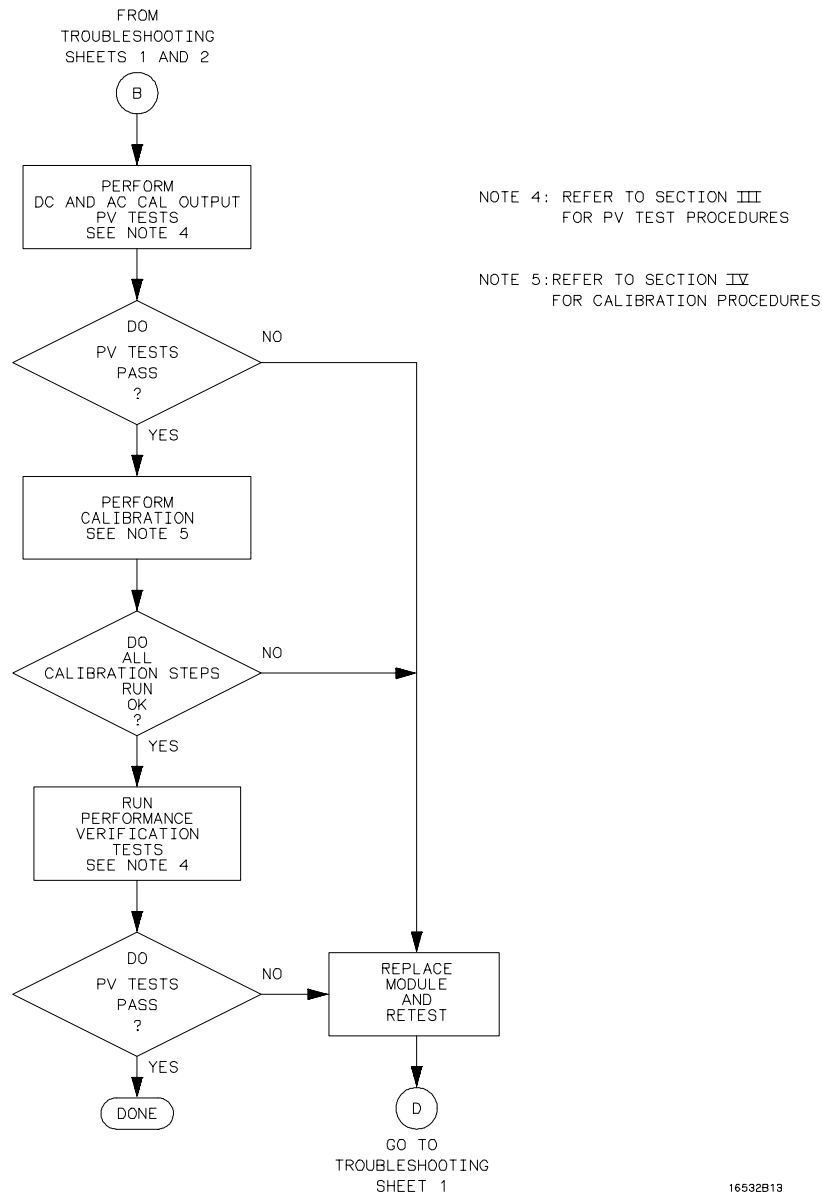 FROM
TROUBLESHOOTING
SHEETS 1 AND 2
B
PERFORM
DC AND AC CAL OUTPUT
PV TESTS
SEE NOTE 4
NOTE 4: REFER TO SECTION III
FOR PV TEST PROCEDURES
NOTE 5:REFER TO SECTION IV
FOR CALIBRATION PROCEDURES
DO
PV TESTS
PASS
?
NO
YES
PERFORM
CALIBRATION
SEE NOTE 5
DO
ALL
CALIBRATION STEPS
RUN
OK
?
NO
YES
RUN
PERFORMANCE
VERIFICATION
TESTS
SEE NOTE 4
DO
PV TESTS
PASS
?
NO
YES
REPLACE
MODULE
AND
RETEST
DONE
D
GO TO
TROUBLESHOOTING
SHEET 1
16532B13